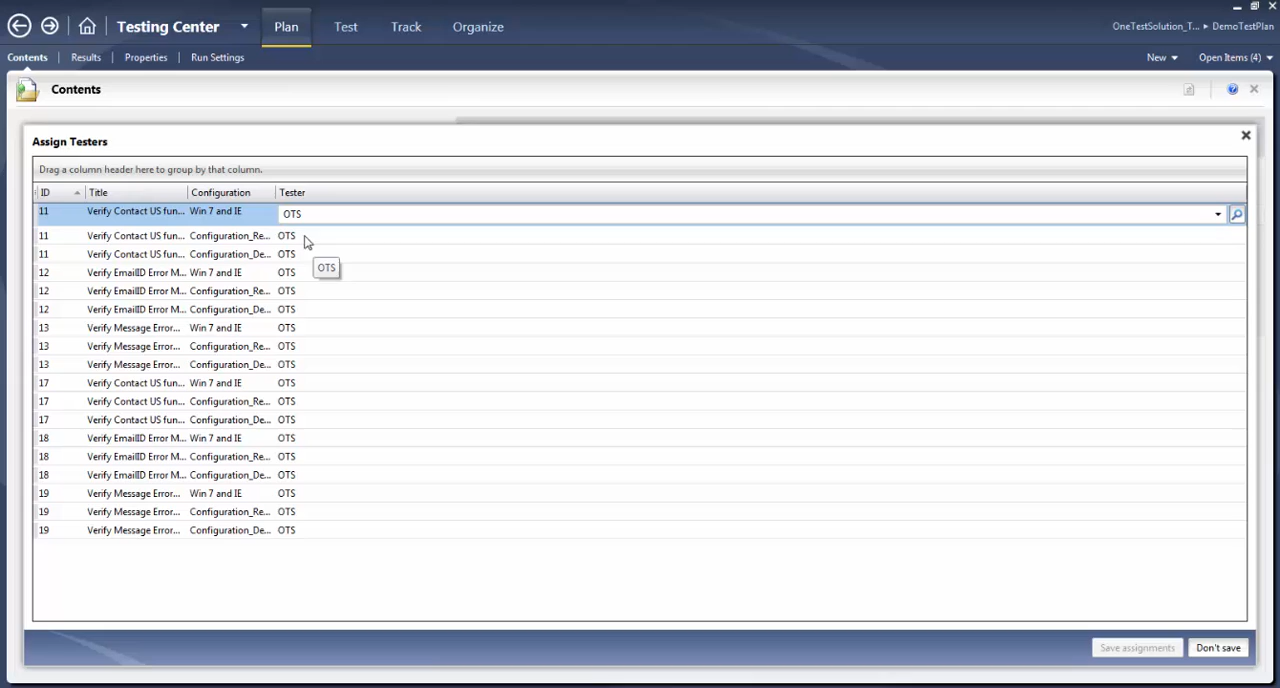 Testing Center Plan Test Track Organize OneTestSolution_T... DemoTestPlan
Contents Results Properties Run Settings New Open Items (4)
Contents
Assign Testers
Drag a column header here to group by that column.
ID Title Configuration Tester
11 Verify Contact US fun... Win 7 and IE OTS
11 Verify Contact US fun... Configuration_Re... OTS
11 Verify Contact US fun... Configuration_De... OTS
OTS
12 Verify EmailID Error M... Win 7 and IE OTS
12 Verify EmailID Error M... Configuration_Re... OTS
12 Verify EmailID Error M... Configuration_De... OTS
13 Verify Message Error... Win 7 and IE OTS
13 Verify Message Error... Configuration_Re... OTS
13 Verify Message Error... Configuration_De... OTS
17 Verify Contact US fun... Win 7 and IE OTS
17 Verify Contact US fun... Configuration_Re... OTS
17 Verify Contact US fun... Configuration_De... OTS
18 Verify EmailID Error M... Win 7 and IE OTS
18 Verify EmailID Error M... Configuration_Re... OTS
18 Verify EmailID Error M... Configuration_De... OTS
19 Verify Message Error... Win 7 and IE OTS
19 Verify Message Error... Configuration_Re... OTS
19 Verify Message Error... Configuration_De... OTS
Save assignments Don't save